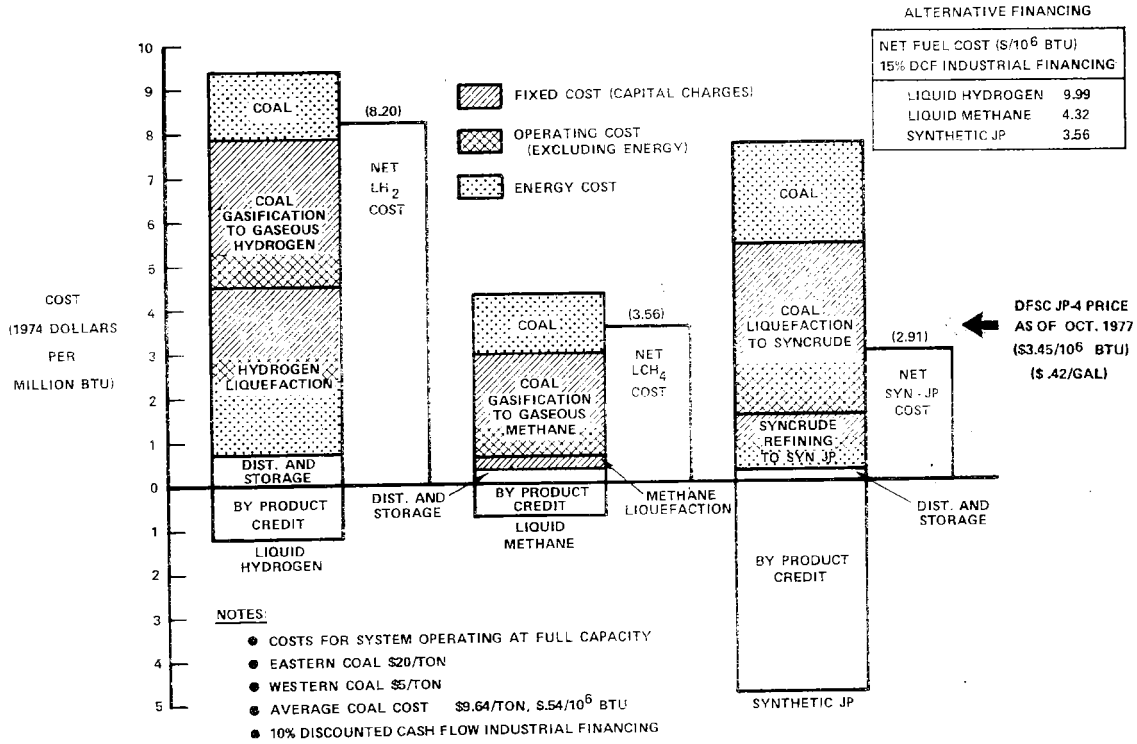 ALTERNATIVE FINANCING
NET FUEL COST ($/10⁶ BTU)
15% DCF INDUSTRIAL FINANCING
LIQUID HYDROGEN 9.99
LIQUID METHANE 4.32
SYNTHETIC JP 3.56
10
9
8
7
6
5
4
3
2
1
0
1
2
3
4
5
COST
(1974 DOLLARS
PER
MILLION BTU)
COAL
COAL
GASIFICATION
TO GASEOUS
HYDROGEN
HYDROGEN
LIQUEFACTION
DIST. AND
STORAGE
BY PRODUCT
CREDIT
LIQUID
HYDROGEN
(8.20)
NET
LH₂
COST
FIXED COST (CAPITAL CHARGES)
OPERATING COST
(EXCLUDING ENERGY)
ENERGY COST
COAL
COAL
GASIFICATION
TO GASEOUS
METHANE
DIST. AND
STORAGE
BY PRODUCT
CREDIT
LIQUID
METHANE
METHANE
LIQUEFACTION
(3.56)
NET
LCH₄
COST
COAL
COAL
LIQUEFACTION
TO SYNCRUDE
SYNCRUDE
REFINING
TO SYN JP
BY PRODUCT
CREDIT
SYNTHETIC JP
(2.91)
NET
SYN-JP
COST
DIST. AND
STORAGE
DFSC JP-4 PRICE
AS OF OCT. 1977
($3.45/10⁶ BTU)
($ .42/GAL)
NOTES:
● COSTS FOR SYSTEM OPERATING AT FULL CAPACITY
● EASTERN COAL $20/TON
● WESTERN COAL $5/TON
● AVERAGE COAL COST $9.64/TON, $.54/10⁶ BTU
● 10% DISCOUNTED CASH FLOW INDUSTRIAL FINANCING